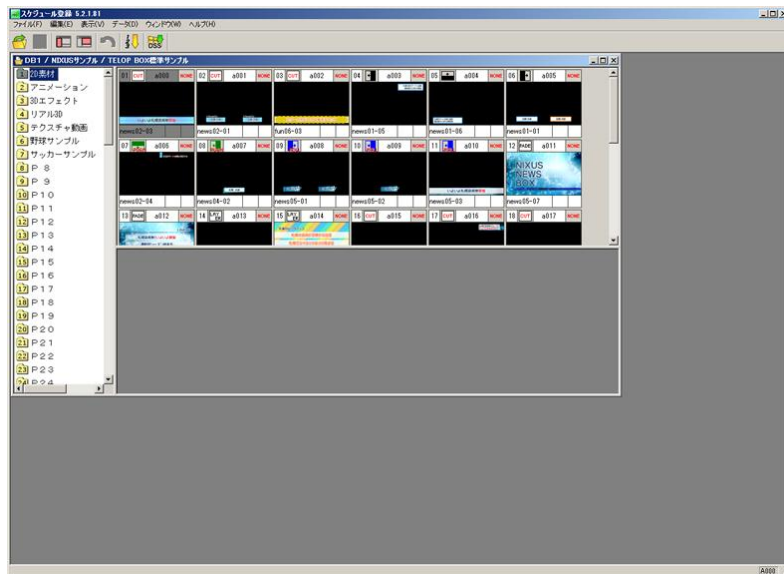 スケジュール登録 5.2.1.81
ファイル(F) 編集(E) 表示(V) データ(D) ウィンドウ(W) ヘルプ(H)
DSS
DB1 / NIXUSサンプル / TELOP BOX標準サンプル
1 2D素材
2 アニメーション
3 3Dエフェクト
4 リアル3D
5 テクスチャ動画
6 野球サンプル
7 サッカーサンプル
8 P 8
9 P 9
10 P10
11 P11
12 P12
13 P13
14 P14
15 P15
16 P16
17 P17
18 P18
19 P19
20 P20
21 P21
22 P22
23 P23
24 P24
01 CUT a000 NONE 02 CUT a001 NONE 03 CUT a002 NONE 04 a003 NONE 05 a004 NONE 06 a005 NONE
news02-03 news02-01 fun06-03 news01-05 news01-06 news01-01
07 a006 NONE 08 a007 NONE 09 a008 NONE 10 a009 NONE 11 a010 NONE 12 FADE a011 NONE
NIXUS
NEWS
BOX
news02-04 news04-02 news05-01 news05-02 news05-03 news05-07
13 FADE a012 NONE 14 a013 NONE 15 a014 NONE 16 CUT a015 NONE 17 CUT a016 NONE 18 CUT a017 NONE
A000